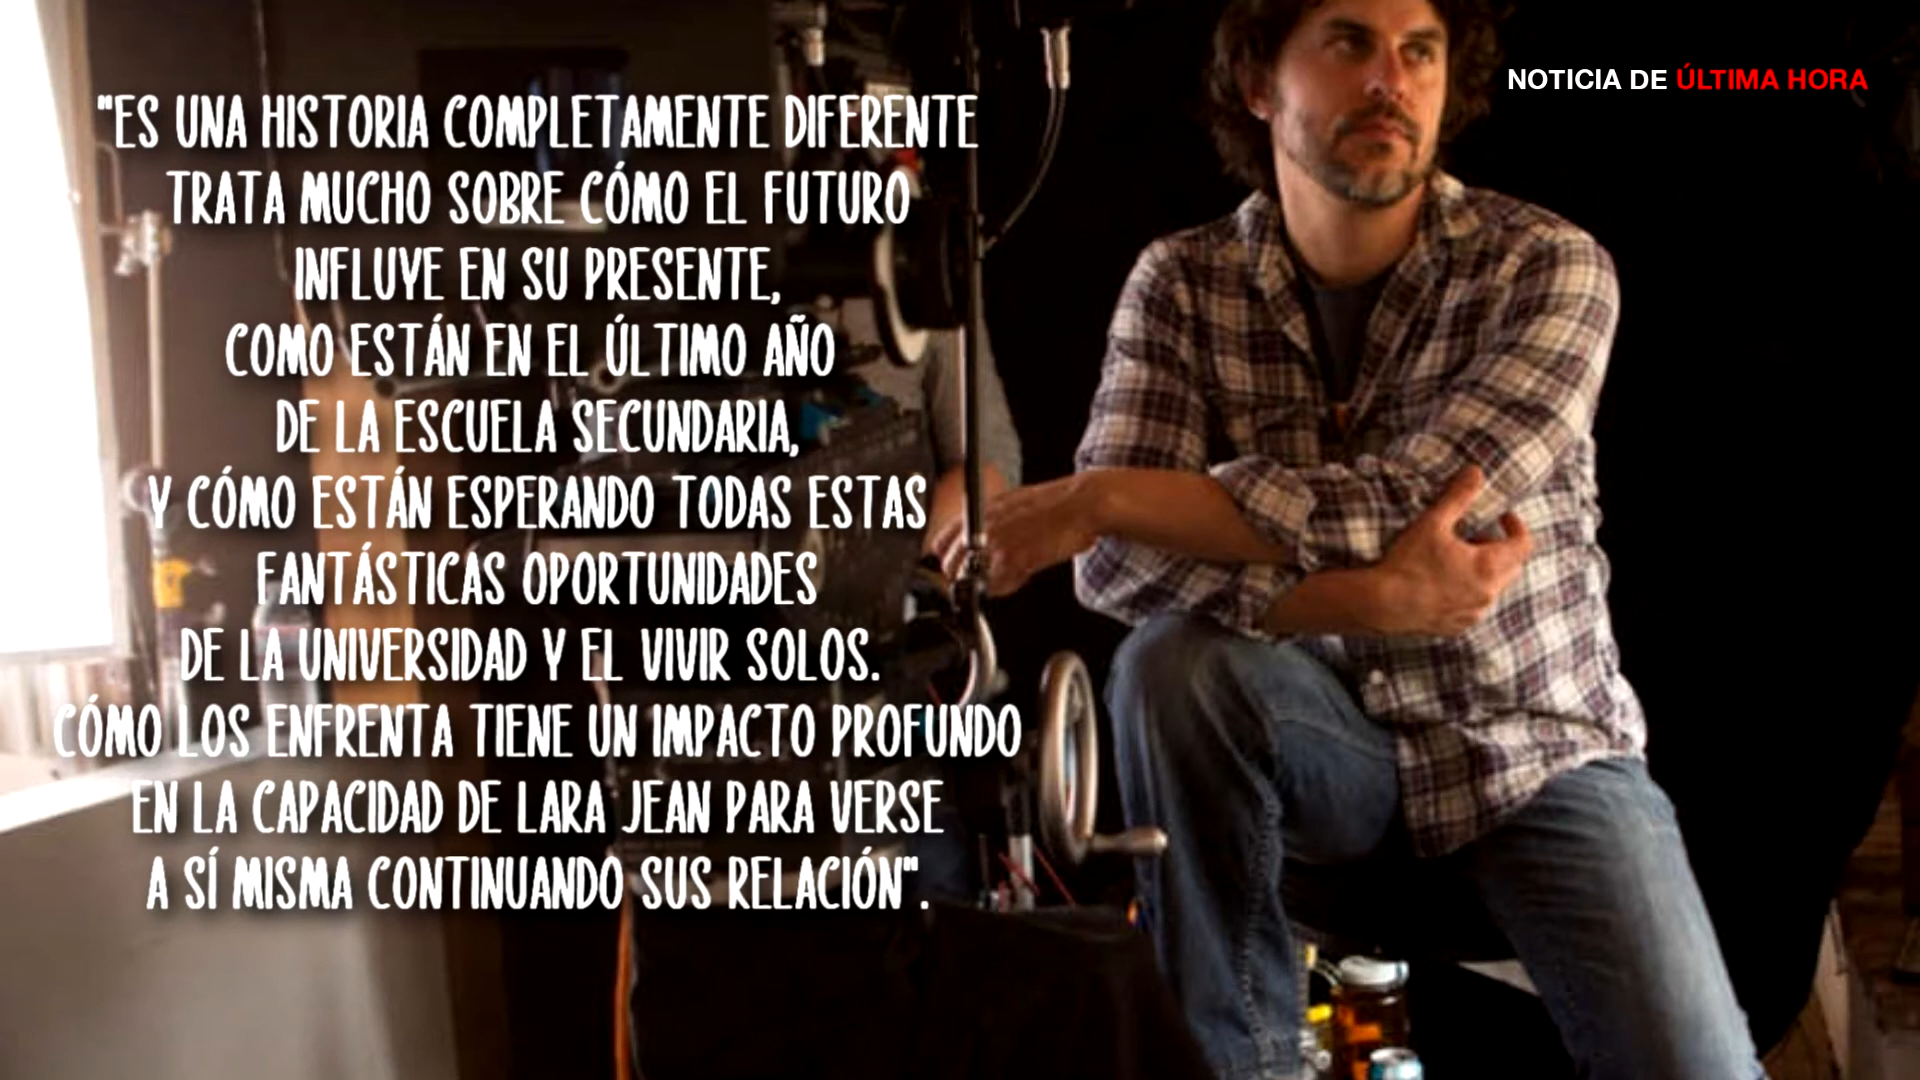 NOTICIA DE ÚLTIMA HORA
"ES UNA HISTORIA COMPLETAMENTE DIFERENTE
TRATA MUCHO SOBRE CÓMO EL FUTURO
INFLUYE EN SU PRESENTE,
COMO ESTÁN EN EL ÚLTIMO AÑO
DE LA ESCUELA SECUNDARIA,
Y CÓMO ESTÁN ESPERANDO TODAS ESTAS
FANTÁSTICAS OPORTUNIDADES
DE LA UNIVERSIDAD Y EL VIVIR SOLOS.
CÓMO LOS ENFRENTA TIENE UN IMPACTO PROFUNDO
EN LA CAPACIDAD DE LARA JEAN PARA VERSE
A SÍ MISMA CONTINUANDO SUS RELACIÓN".